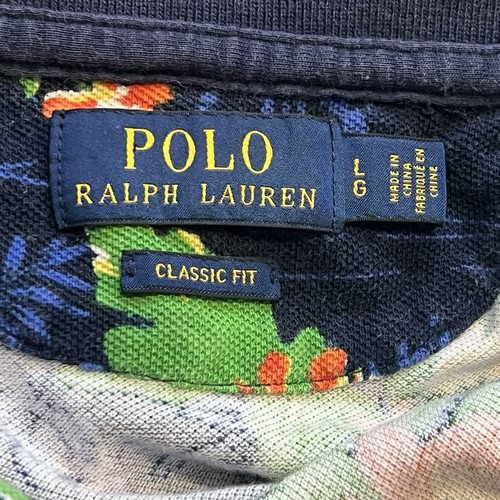 POLO
RALPH LAUREN
L
G
MADE IN
CHINA
FABRIQUÉ EN
CHINE
CLASSIC FIT